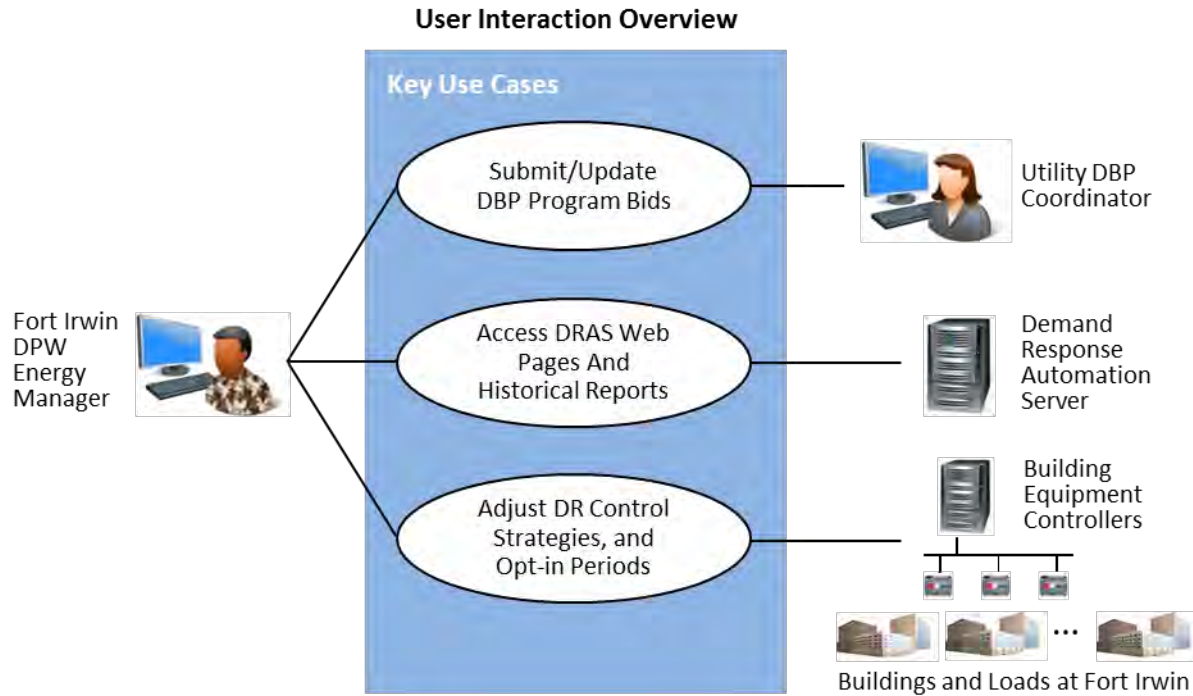 User Interaction Overview
Key Use Cases
Submit/Update
DBP Program Bids
Utility DBP
Coordinator
Fort Irwin
DPW
Energy
Manager
Access DRAS Web
Pages And
Historical Reports
Demand
Response
Automation
Server
Adjust DR Control
Strategies, and
Opt-in Periods
Building
Equipment
Controllers
...
Buildings and Loads at Fort Irwin